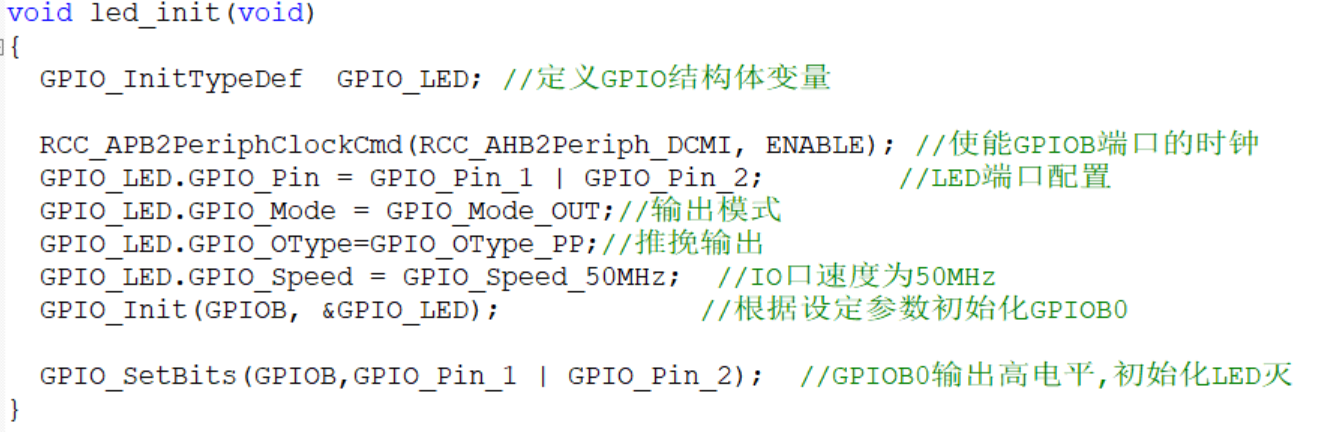 void led_init(void)
{
GPIO_InitTypeDef  GPIO_LED; //定义GPIO结构体变量
RCC_APB2PeriphClockCmd(RCC_AHB2Periph_DCMI, ENABLE); //使能GPIOB端口的时钟
GPIO_LED.GPIO_Pin = GPIO_Pin_1 | GPIO_Pin_2;        //LED端口配置
GPIO_LED.GPIO_Mode = GPIO_Mode_OUT;//输出模式
GPIO_LED.GPIO_OType=GPIO_OType_PP;//推挽输出
GPIO_LED.GPIO_Speed = GPIO_Speed_50MHz;  //IO口速度为50MHz
GPIO_Init(GPIOB, &GPIO_LED);            //根据设定参数初始化GPIOB0
GPIO_SetBits(GPIOB,GPIO_Pin_1 | GPIO_Pin_2);  //GPIOB0输出高电平,初始化LED灭
}